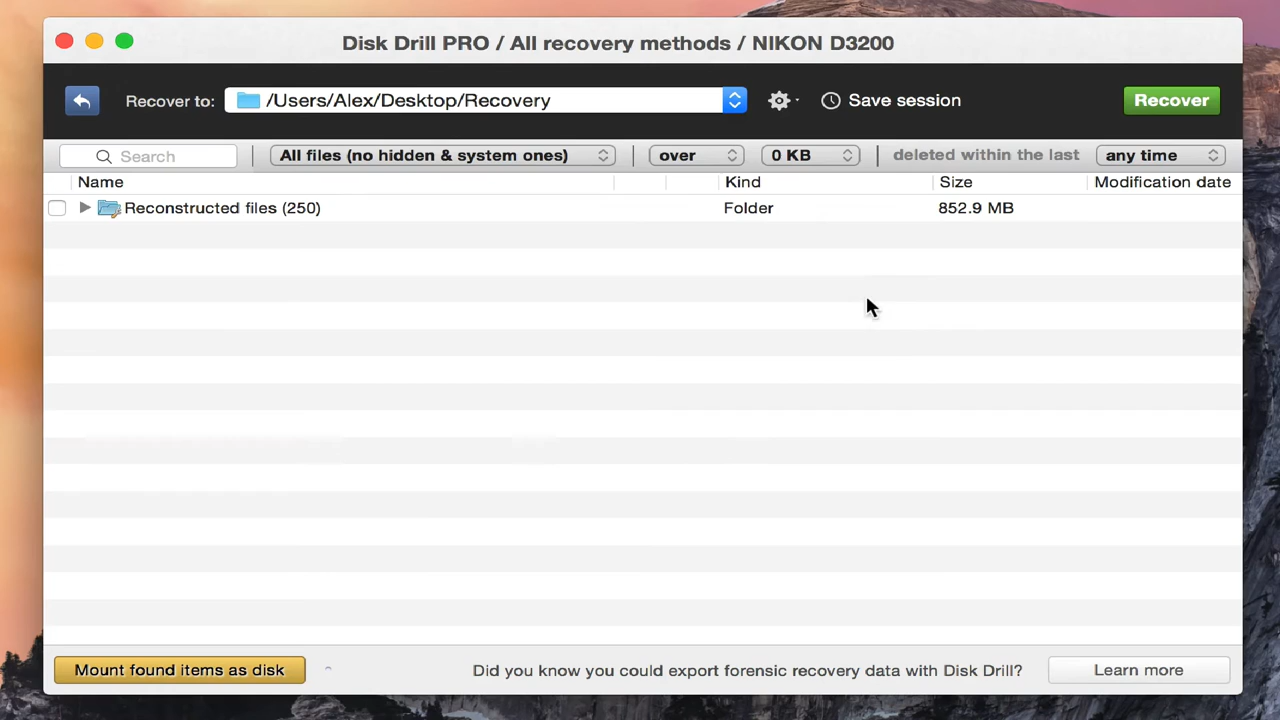 Disk Drill PRO / All recovery methods / NIKON D3200
Recover to: /Users/Alex/Desktop/Recovery Save session Recover
Search All files (no hidden & system ones) over 0 KB deleted within the last any time
Name Kind Size Modification date
Reconstructed files (250) Folder 852.9 MB
Mount found items as disk Did you know you could export forensic recovery data with Disk Drill? Learn more